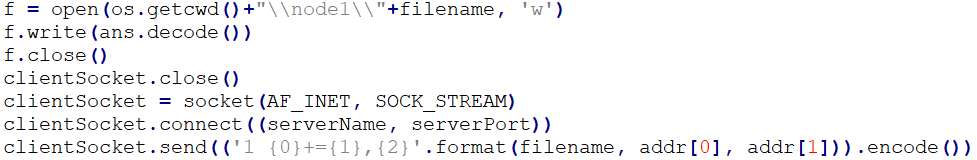 f = open(os.getcwd()+"\\node1\\"+filename, 'w')
f.write(ans.decode())
f.close()
clientSocket.close()
clientSocket = socket(AF_INET, SOCK_STREAM)
clientSocket.connect((serverName, serverPort))
clientSocket.send(('1 {0}+={1},{2}'.format(filename, addr[0], addr[1])).encode())